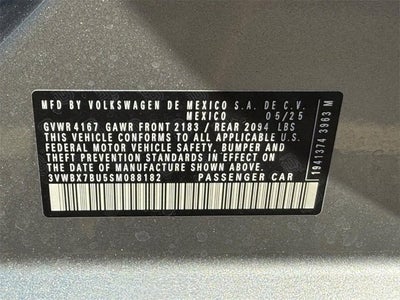 MFD. BY VOLKSWAGEN DE MEXICO S.A. DE C.V.
MEXICO 05/25
GVWR 4167 GAWR FRONT 2183 / REAR 2094 LBS
THIS VEHICLE CONFORMS TO ALL APPLICABLE U.S.
FEDERAL MOTOR VEHICLE SAFETY, BUMPER, AND
THEFT PREVENTION STANDARDS IN EFFECT ON
THE DATE OF MANUFACTURE SHOWN ABOVE.
3VWBX7BU5SM088182 PASSENGER CAR
1941374 3963 M